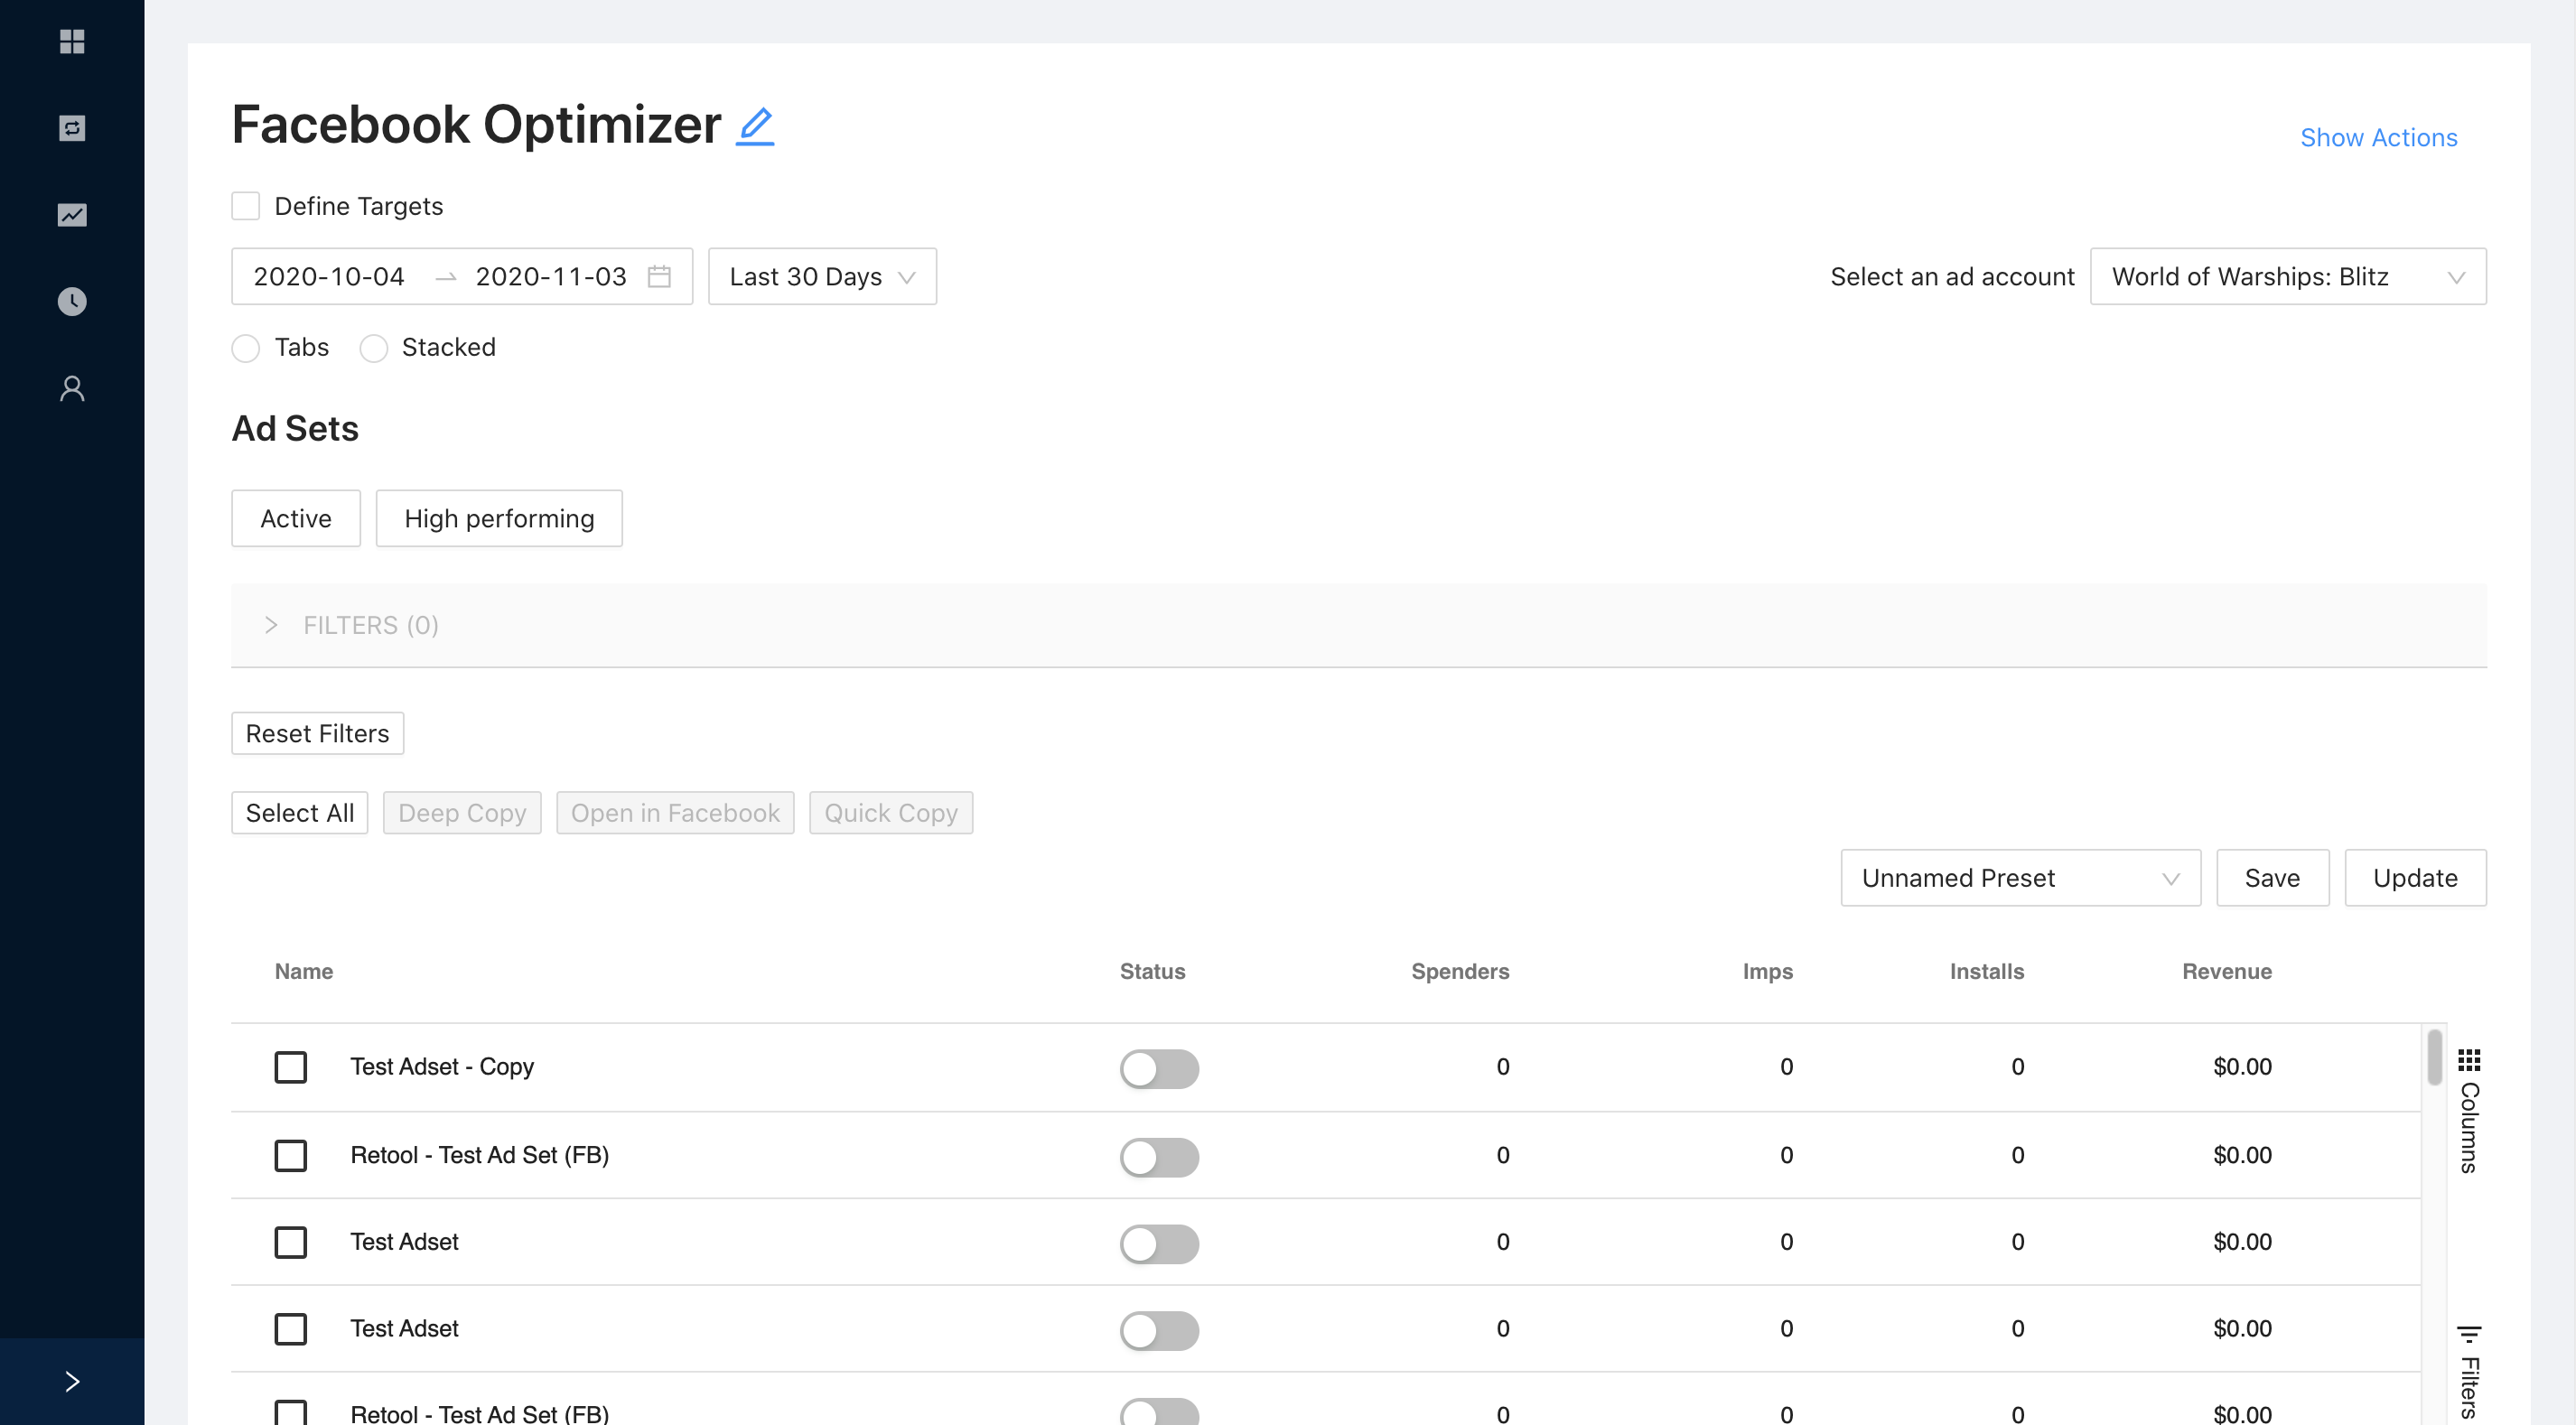 Facebook Optimizer
Show Actions
Define Targets
2020-10-04 → 2020-11-03 Last 30 Days Select an ad account World of Warships: Blitz
Tabs Stacked
Ad Sets
Active High performing
FILTERS (0)
Reset Filters
Select All Deep Copy Open in Facebook Quick Copy
Unnamed Preset Save Update
Name Status Spenders Imps Installs Revenue
Test Adset - Copy 0 0 0 $0.00
Retool - Test Ad Set (FB) 0 0 0 $0.00
Test Adset 0 0 0 $0.00
Test Adset 0 0 0 $0.00
Retool - Test Ad Set (FB) 0 0 0 $0.00
Columns
Filters